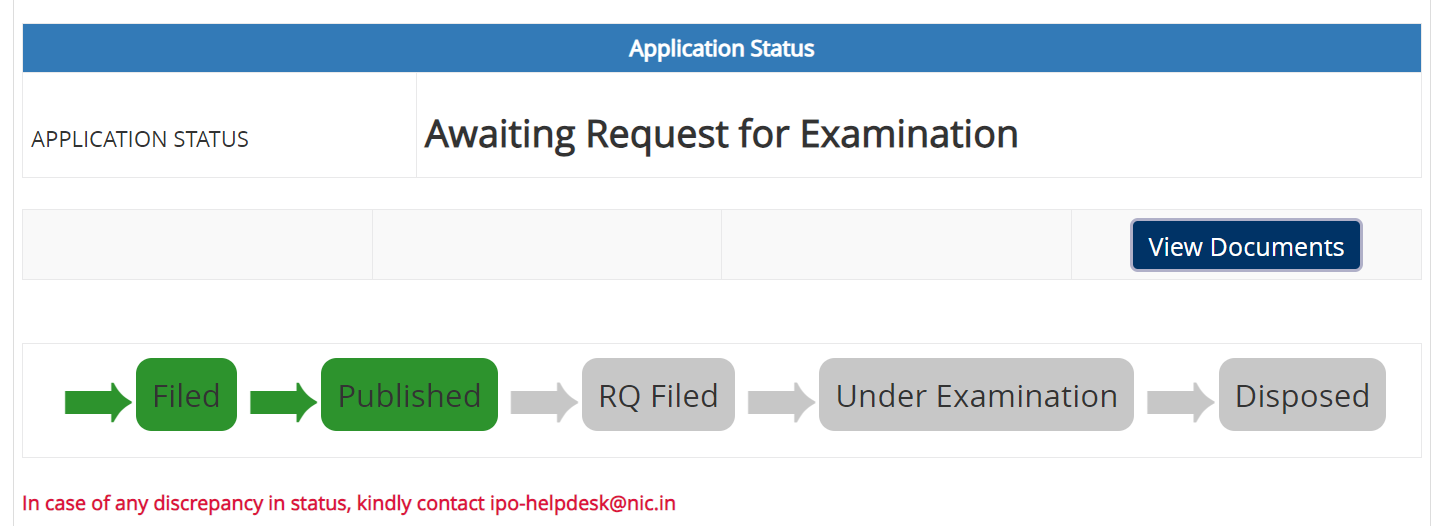 Application Status
APPLICATION STATUS
Awaiting Request for Examination
View Documents
Filed
Published
RQ Filed
Under Examination
Disposed
In case of any discrepancy in status, kindly contact ipo-helpdesk@nic.in